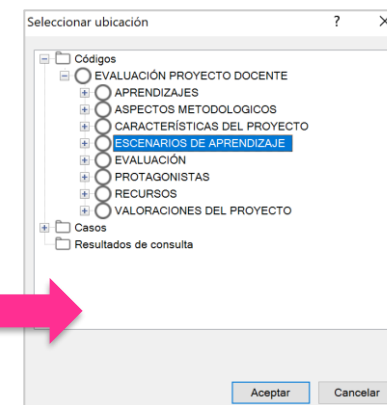 Seleccionar ubicación ? X
Códigos
EVALUACIÓN PROYECTO DOCENTE
APRENDIZAJES
ASPECTOS METODOLOGICOS
CARACTERÍSTICAS DEL PROYECTO
ESCENARIOS DE APRENDIZAJE
EVALUACIÓN
PROTAGONISTAS
RECURSOS
VALORACIONES DEL PROYECTO
Casos
Resultados de consulta
Aceptar Cancelar